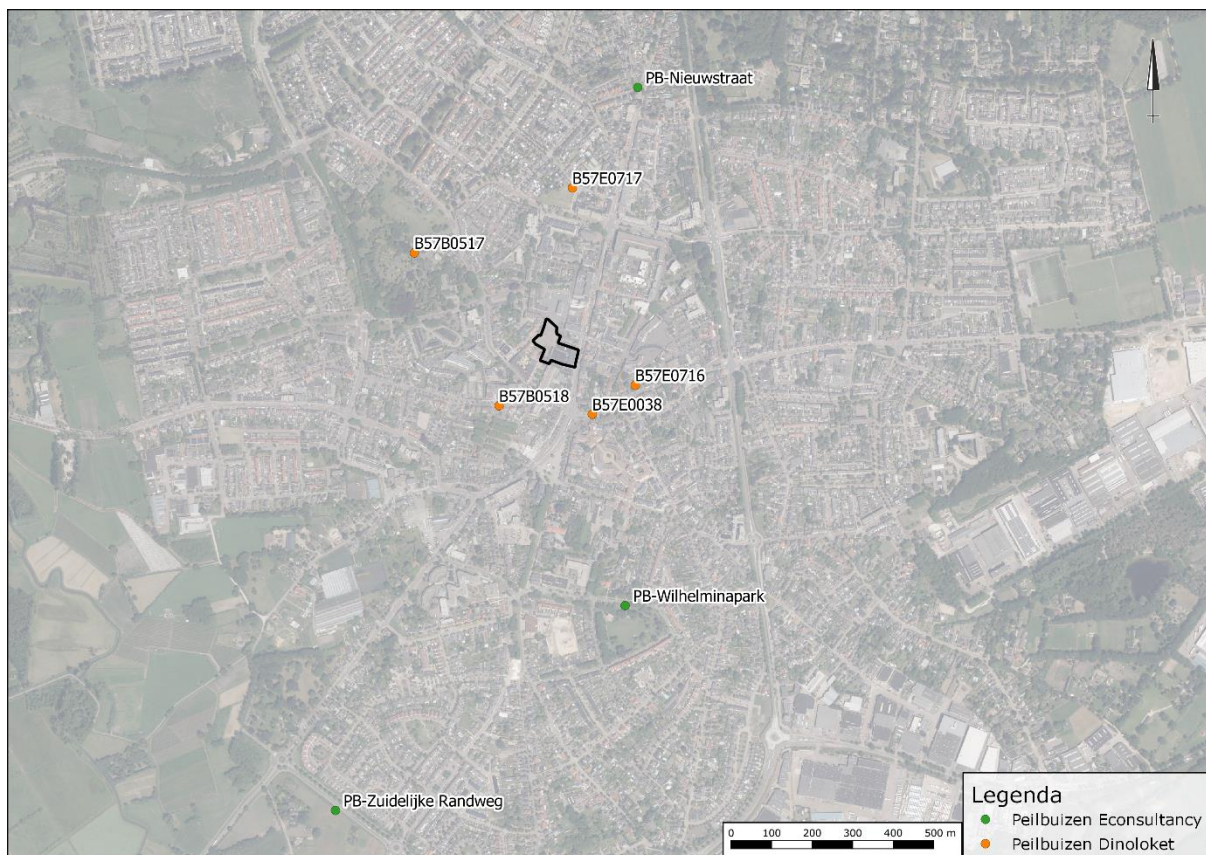 PB-Nieuwstraat
B57E0717
B57B0517
B57E0716
B57B0518
B57E0038
PB-Wilhelminapark
PB-Zuidelijke Randweg
Legenda
Peilbuizen Econsultancy
Peilbuizen Dinoloket
0 100 200 300 400 500 m